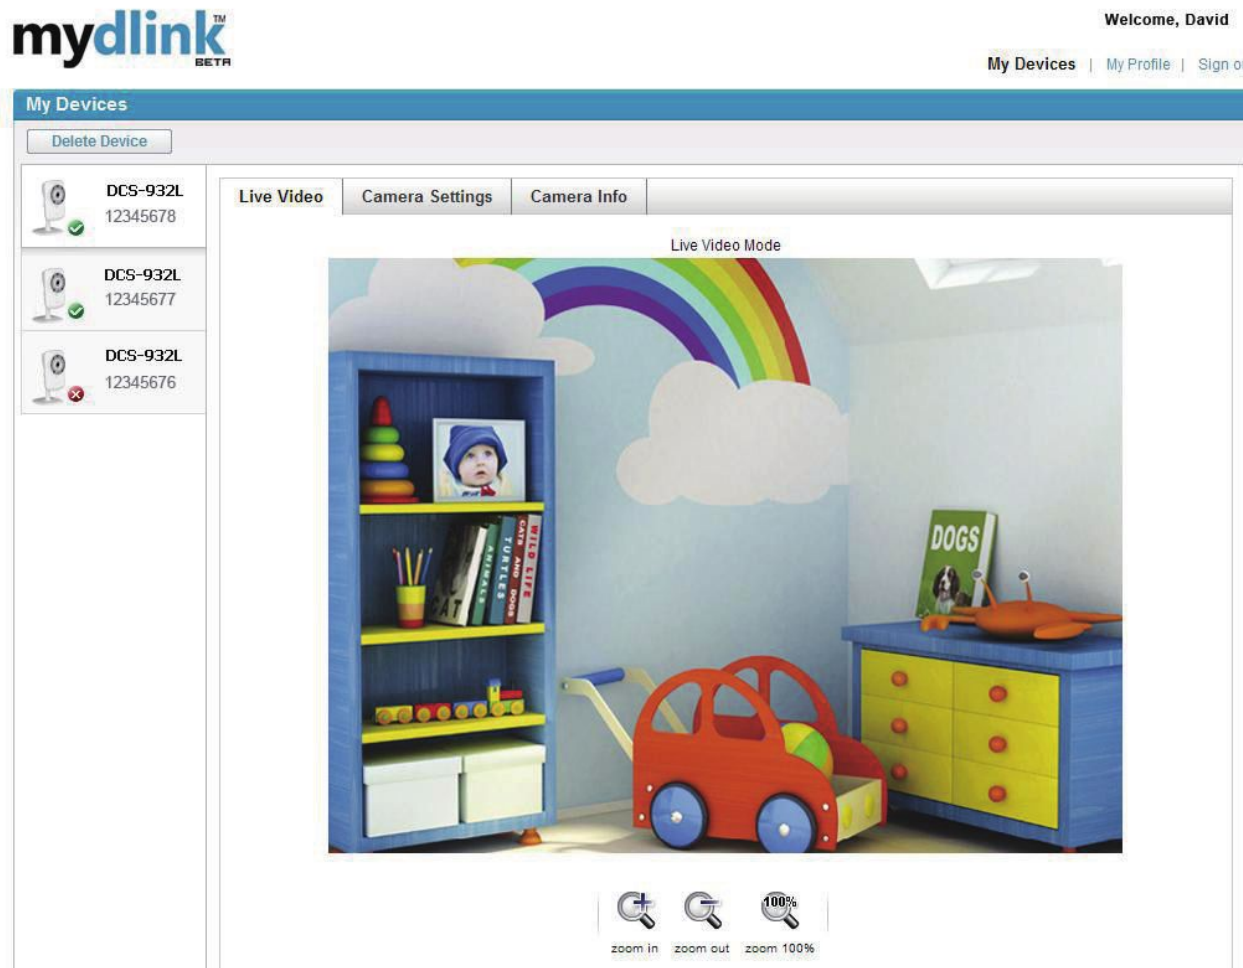 mydlink™
BETA
Welcome, David
My Devices | My Profile | Sign o
My Devices
Delete Device
DCS-932L
12345678
DCS-932L
12345677
DCS-932L
12345676
Live Video
Camera Settings
Camera Info
Live Video Mode
CAT
ANIMALS
TURTLES
CATS AND DOGS
WILD LIFE
DOGS
100%
zoom in
zoom out
zoom 100%